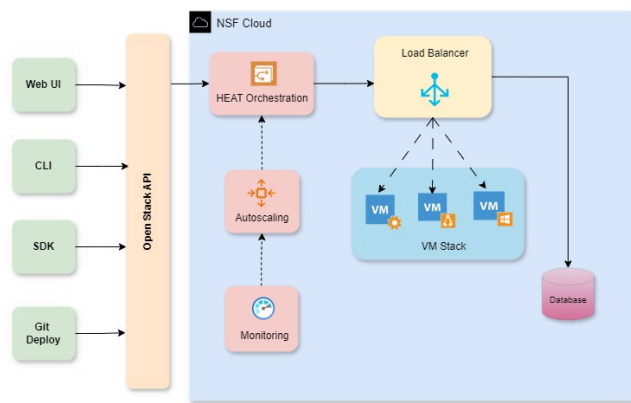 NSF Cloud
Web UI
CLI
SDK
Git
Deploy
Open Stack API
HEAT Orchestration
Load Balancer
Autoscaling
VM
VM
VM
VM Stack
Monitoring
Database